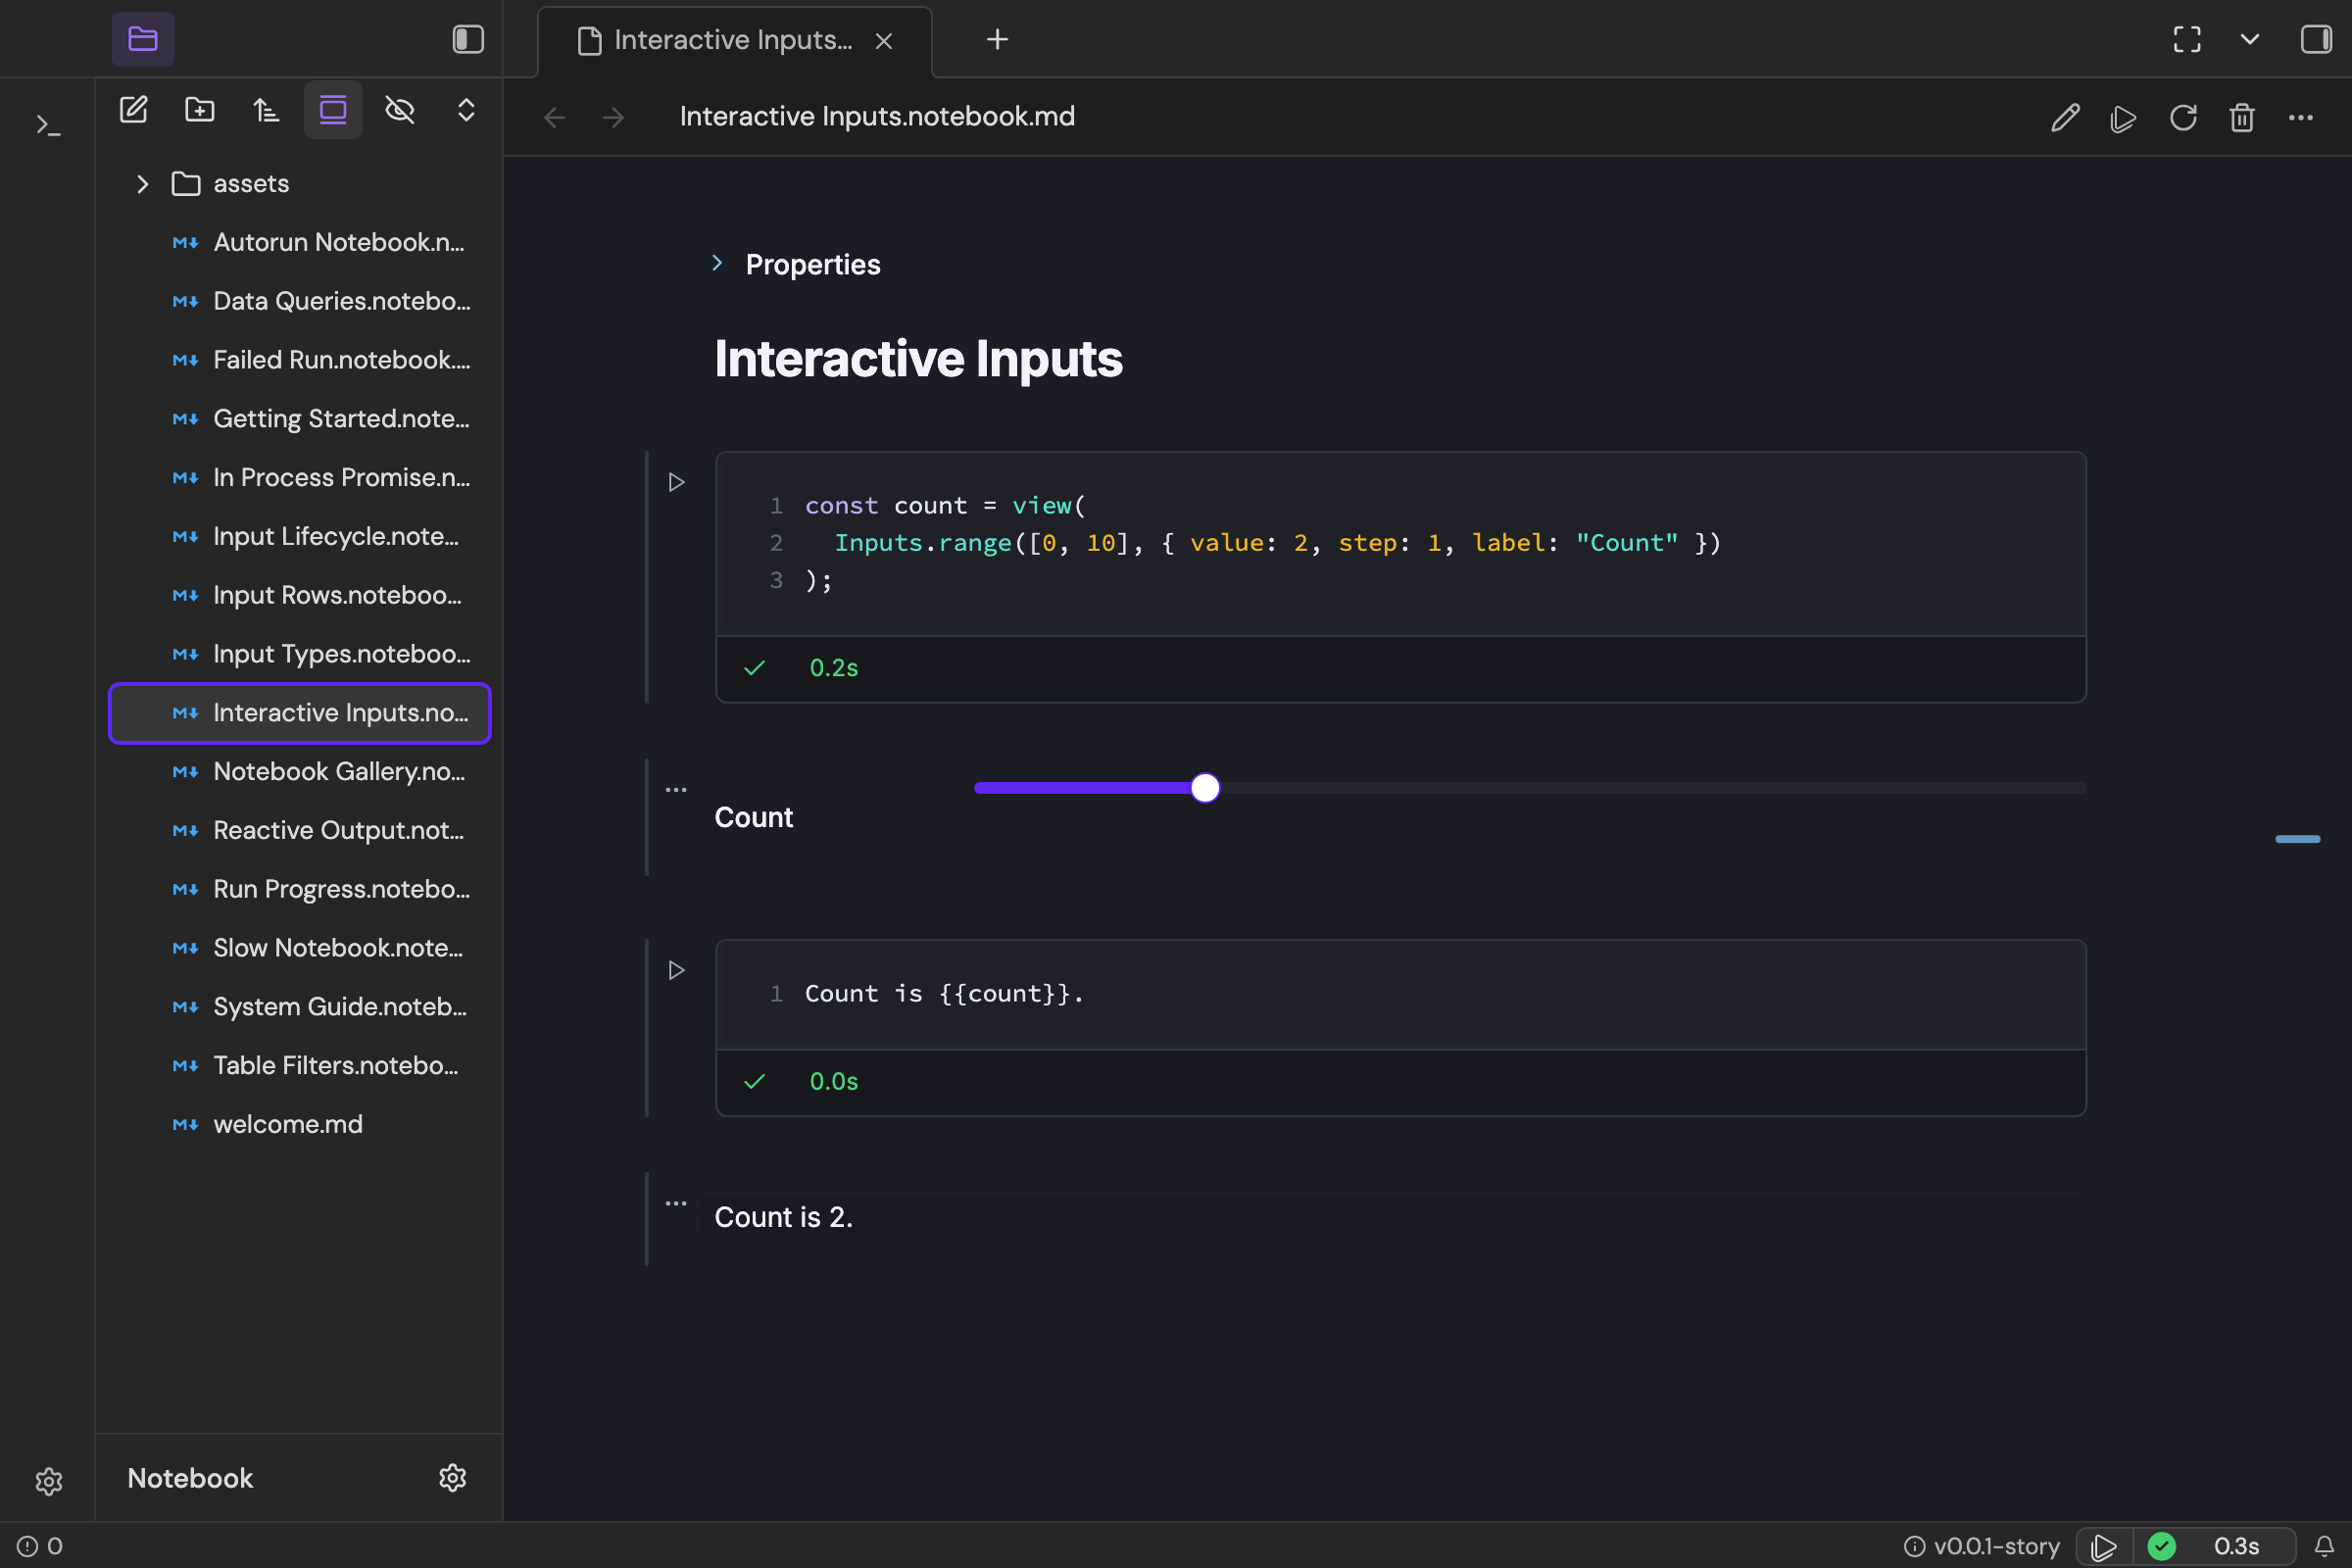 Interactive Inputs...
Interactive Inputs.notebook.md
assets
Autorun Notebook.n...
Data Queries.notebo...
Failed Run.notebook....
Getting Started.note...
In Process Promise.n...
Input Lifecycle.note...
Input Rows.noteboo...
Input Types.noteboo...
Interactive Inputs.no...
Notebook Gallery.no...
Reactive Output.not...
Run Progress.notebo...
Slow Notebook.note...
System Guide.noteb...
Table Filters.notebo...
welcome.md
Notebook
Properties
Interactive Inputs
1 const count = view(
2   Inputs.range([0, 10], { value: 2, step: 1, label: "Count" })
3 );
0.2s
Count
1 Count is {{count}}.
0.0s
Count is 2.
0
v0.0.1-story
0.3s